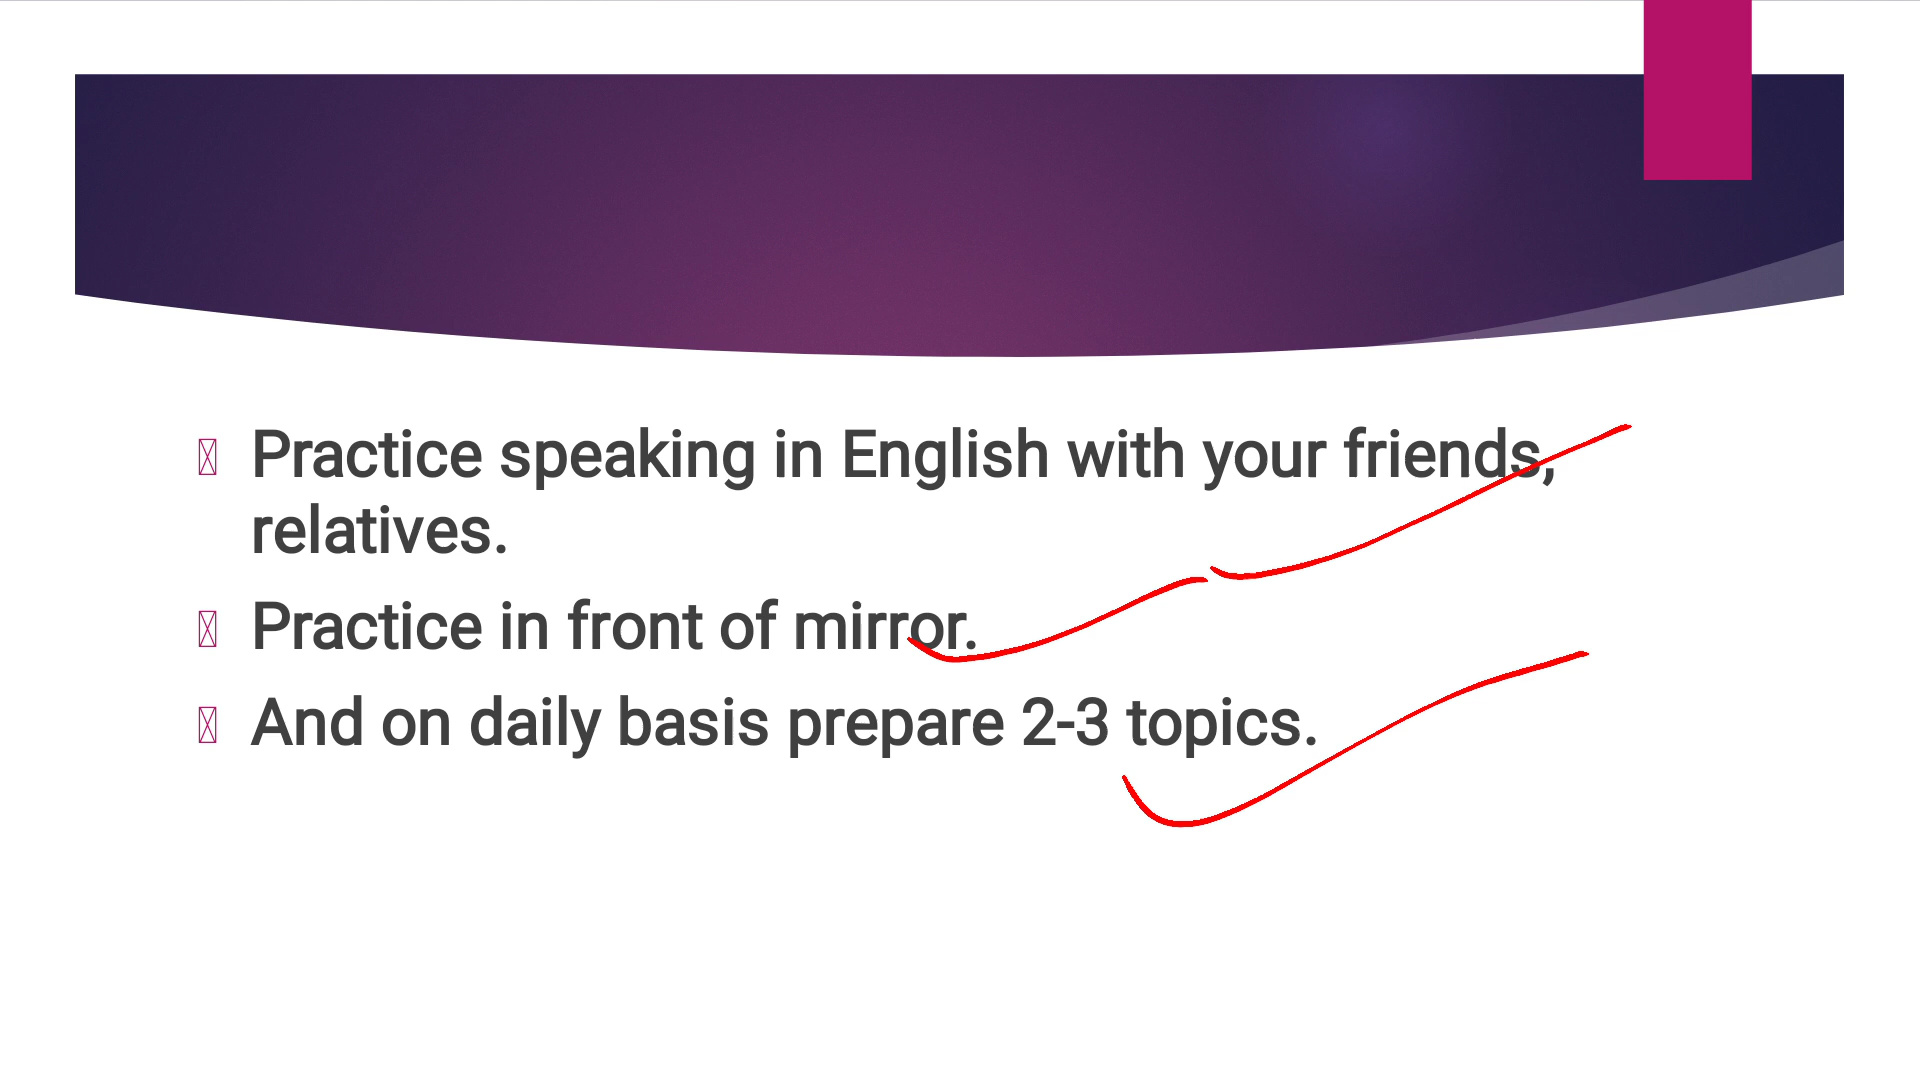 Practice speaking in English with your friends,
relatives.
Practice in front of mirror.
And on daily basis prepare 2-3 topics.